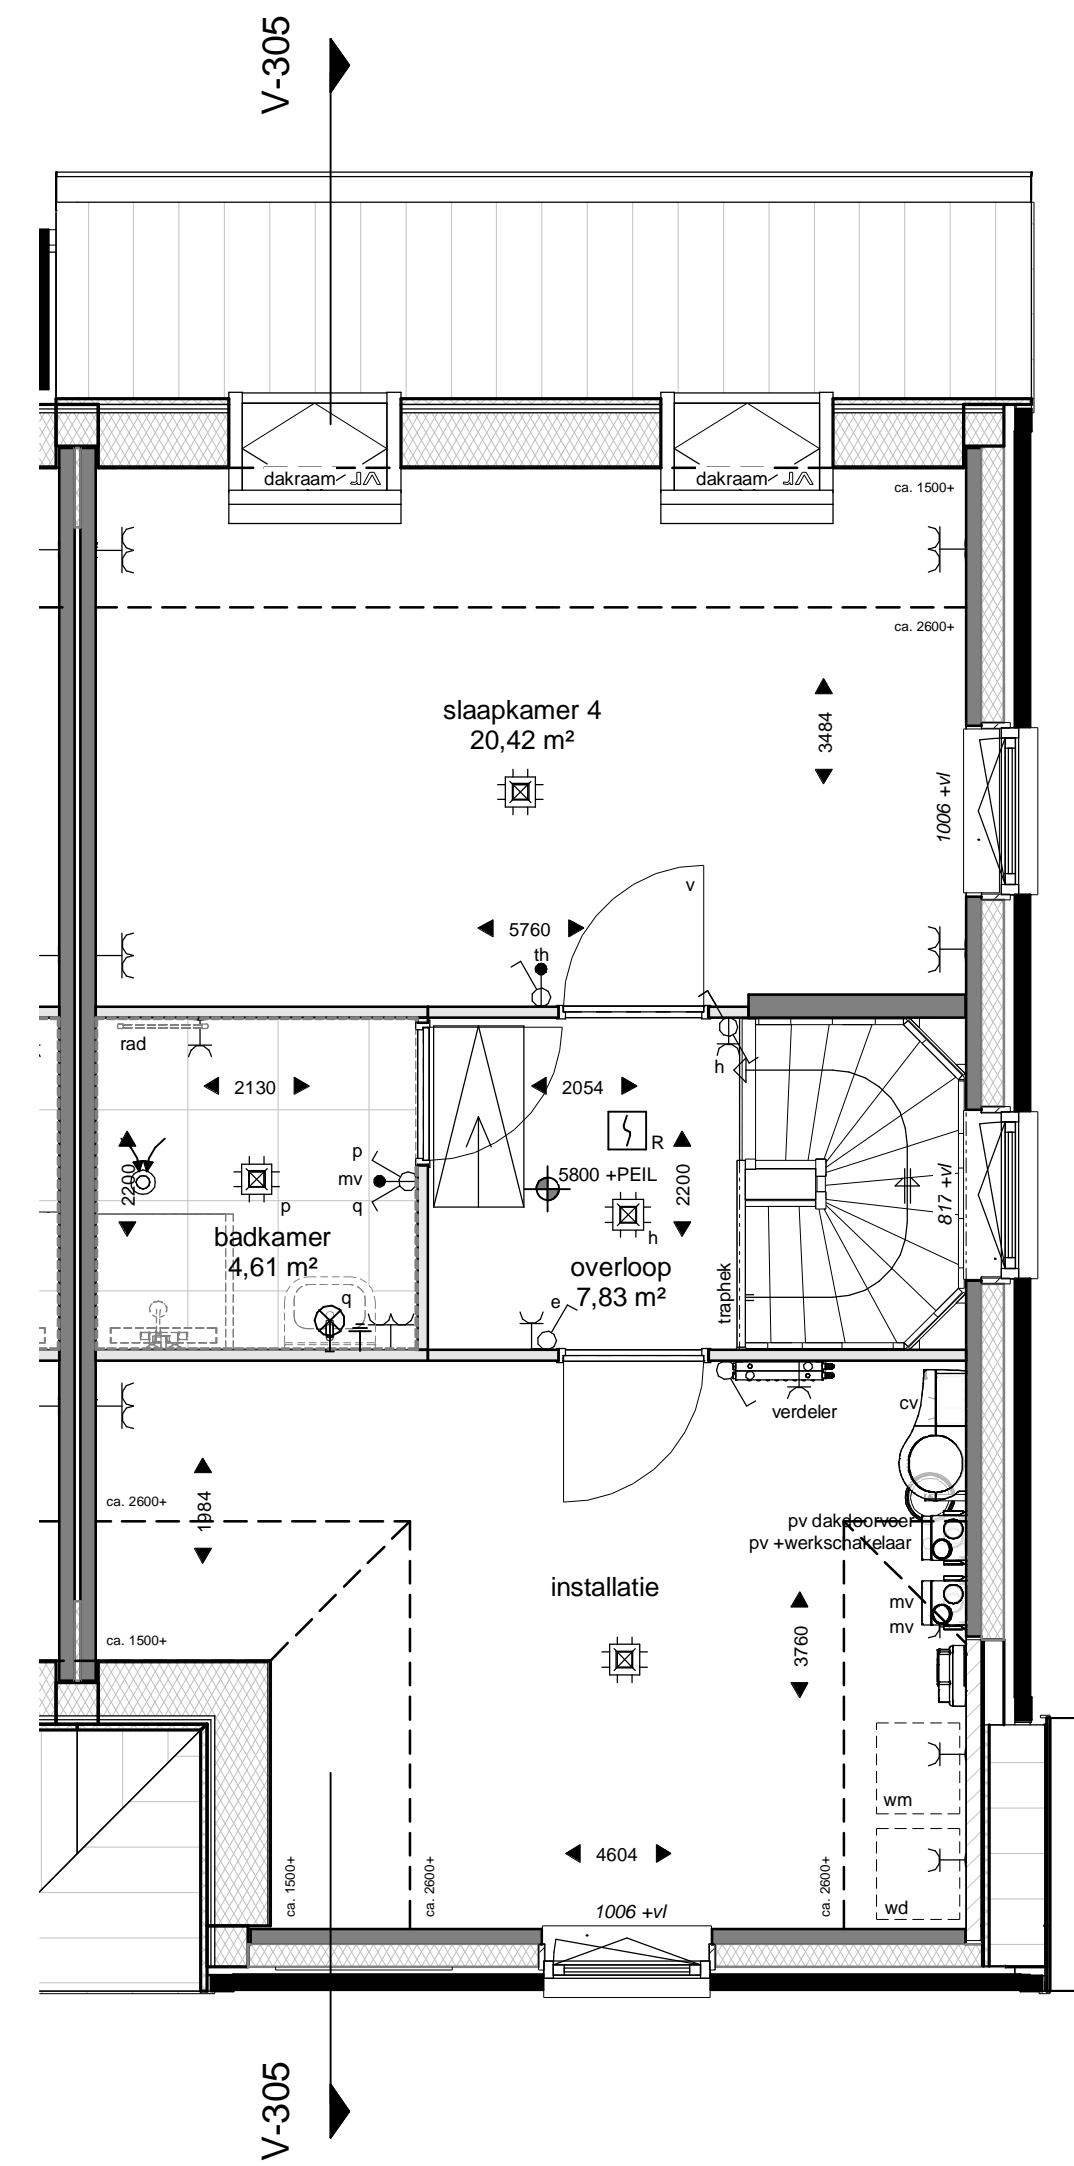 V-305
dakraam
dakraam
ca. 1500+
ca. 2600+
slaapkamer 4
20,42 m²
3484
1006 +vl
v
5760
th
rad
h
2130
2054
R
p
mv
q
2200
5800 +PEIL
2200
817 +vl
p
h
badkamer
4,61 m²
overloop
7,83 m²
q
e
traphek
verdeler
cv
ca. 2600+
1984
pv dakdoorvoer
pv +werkschakelaar
installatie
mv
mv
ca. 1500+
3760
wm
4604
ca. 1500+
ca. 2600+
ca. 2600+
wd
1006 +vl
V-305